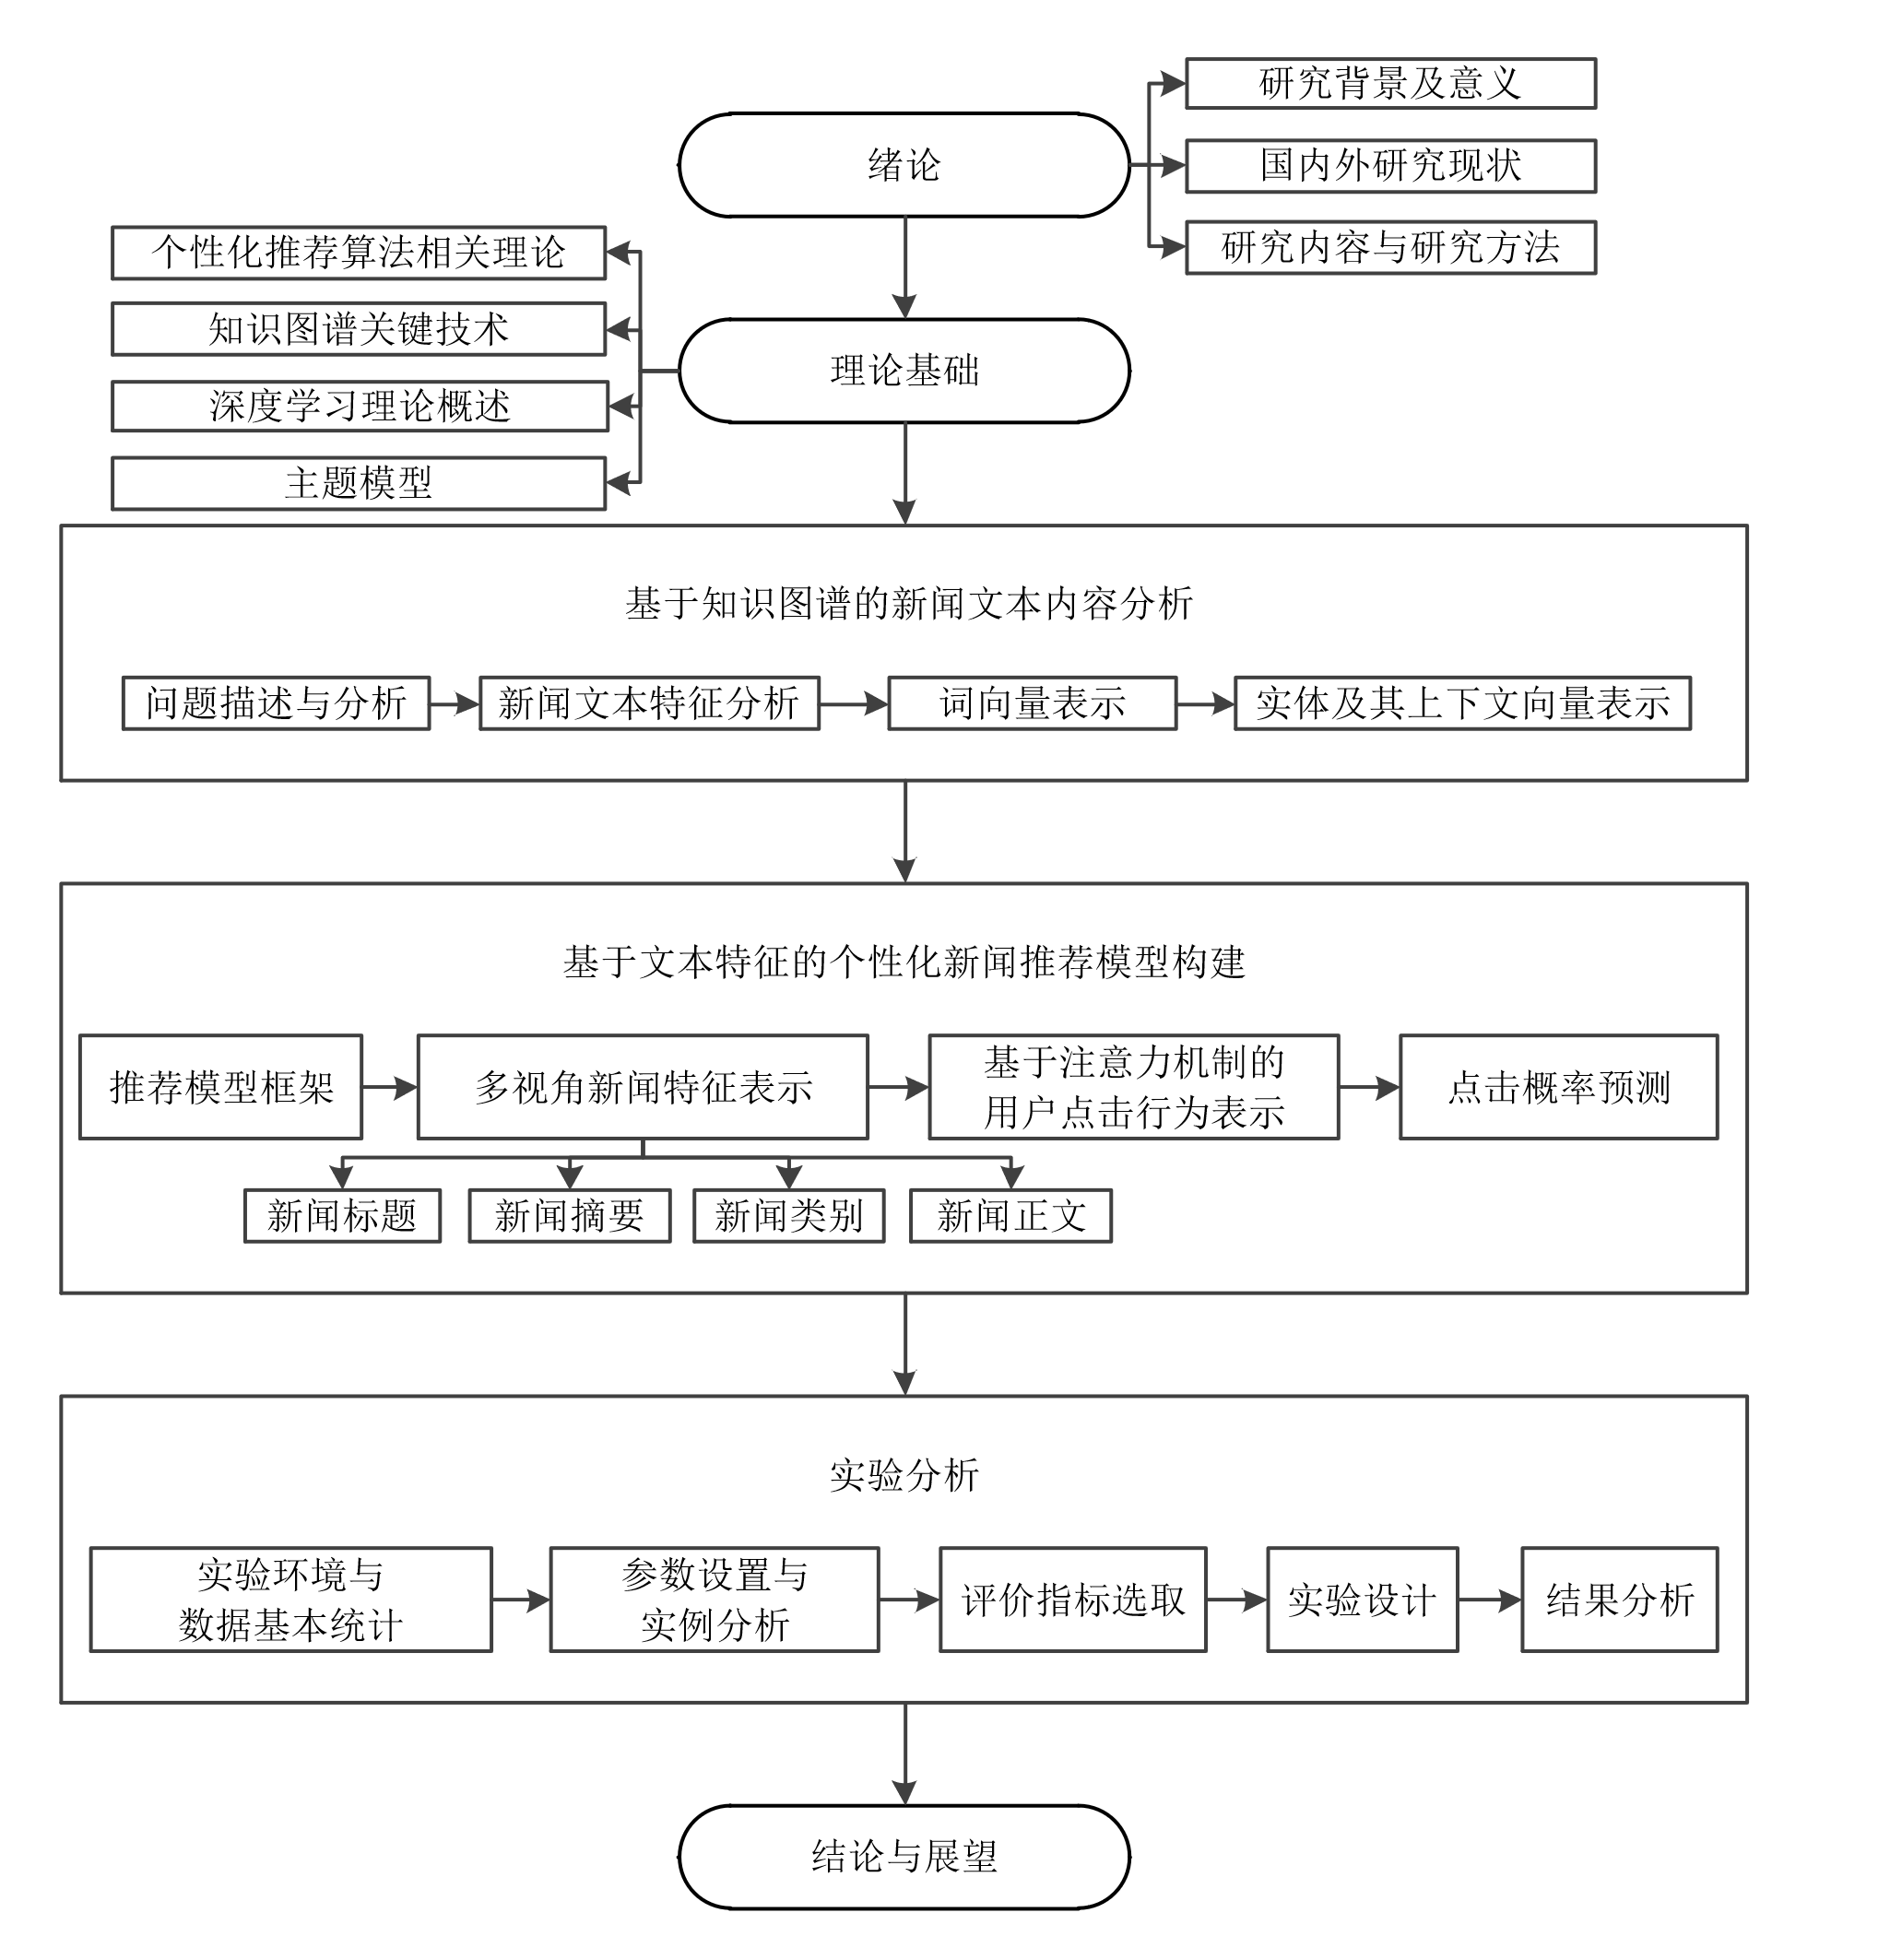 绪论
研究背景及意义
国内外研究现状
研究内容与研究方法
理论基础
个性化推荐算法相关理论
知识图谱关键技术
深度学习理论概述
主题模型
基于知识图谱的新闻文本内容分析
问题描述与分析
新闻文本特征分析
词向量表示
实体及其上下文向量表示
基于文本特征的个性化新闻推荐模型构建
推荐模型框架
多视角新闻特征表示
基于注意力机制的
用户点击行为表示
点击概率预测
新闻标题
新闻摘要
新闻类别
新闻正文
实验分析
实验环境与
数据基本统计
参数设置与
实例分析
评价指标选取
实验设计
结果分析
结论与展望